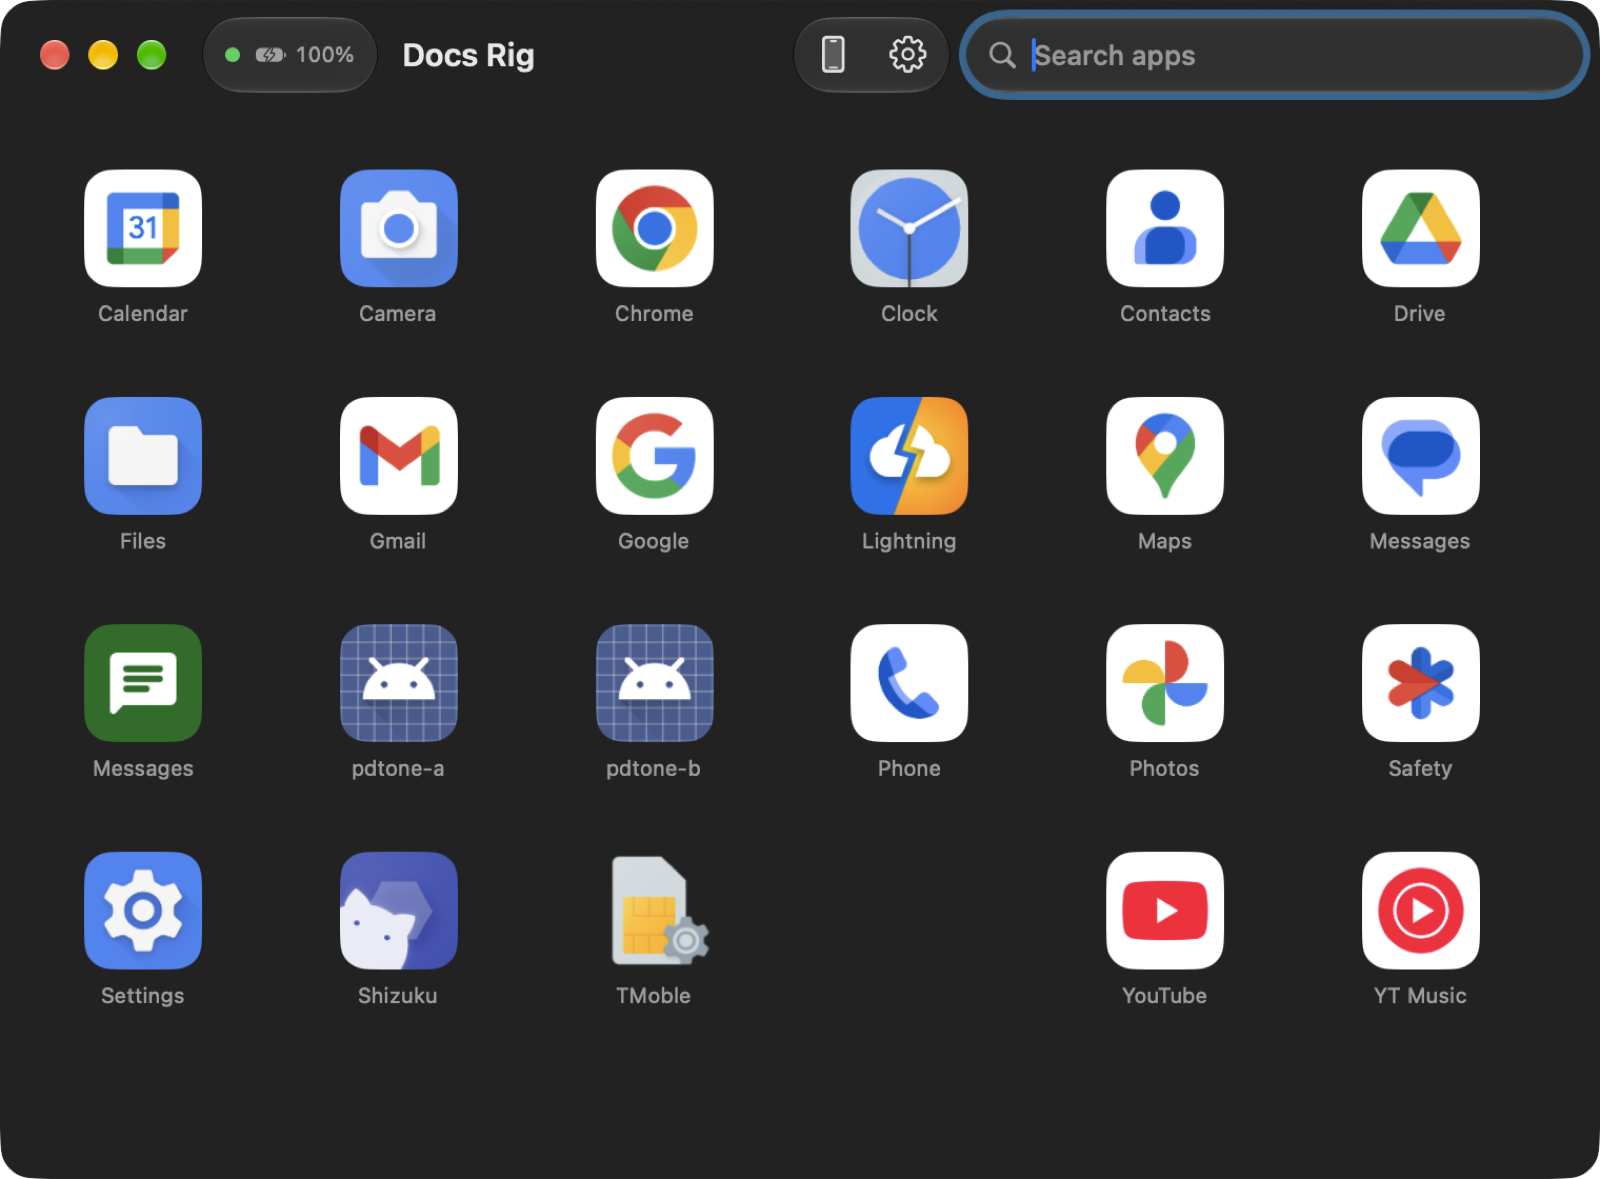 100%
Docs Rig
Search apps
31
Calendar
Camera
Chrome
Clock
Contacts
Drive
Files
Gmail
Google
Lightning
Maps
Messages
Messages
pdtone-a
pdtone-b
Phone
Photos
Safety
Settings
Shizuku
TMoble
YouTube
YT Music